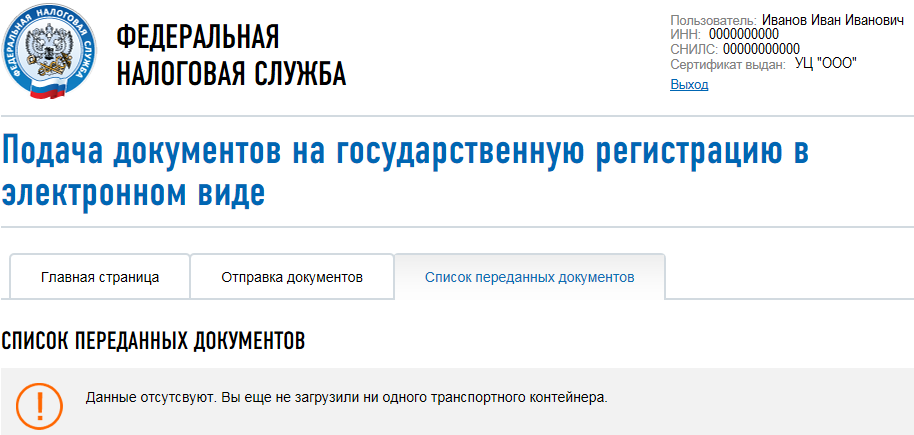 ФЕДЕРАЛЬНАЯ НАЛОГОВАЯ СЛУЖБА
ФЕДЕРАЛЬНАЯ
НАЛОГОВАЯ СЛУЖБА
Пользователь: Иванов Иван Иванович
ИНН: 0000000000
СНИЛС: 00000000000
Сертификат выдан: УЦ "ООО"
Выход
Подача документов на государственную регистрацию в
электронном виде
Главная страница Отправка документов Список переданных документов
СПИСОК ПЕРЕДАННЫХ ДОКУМЕНТОВ
Данные отсутсвуют. Вы еще не загрузили ни одного транспортного контейнера.